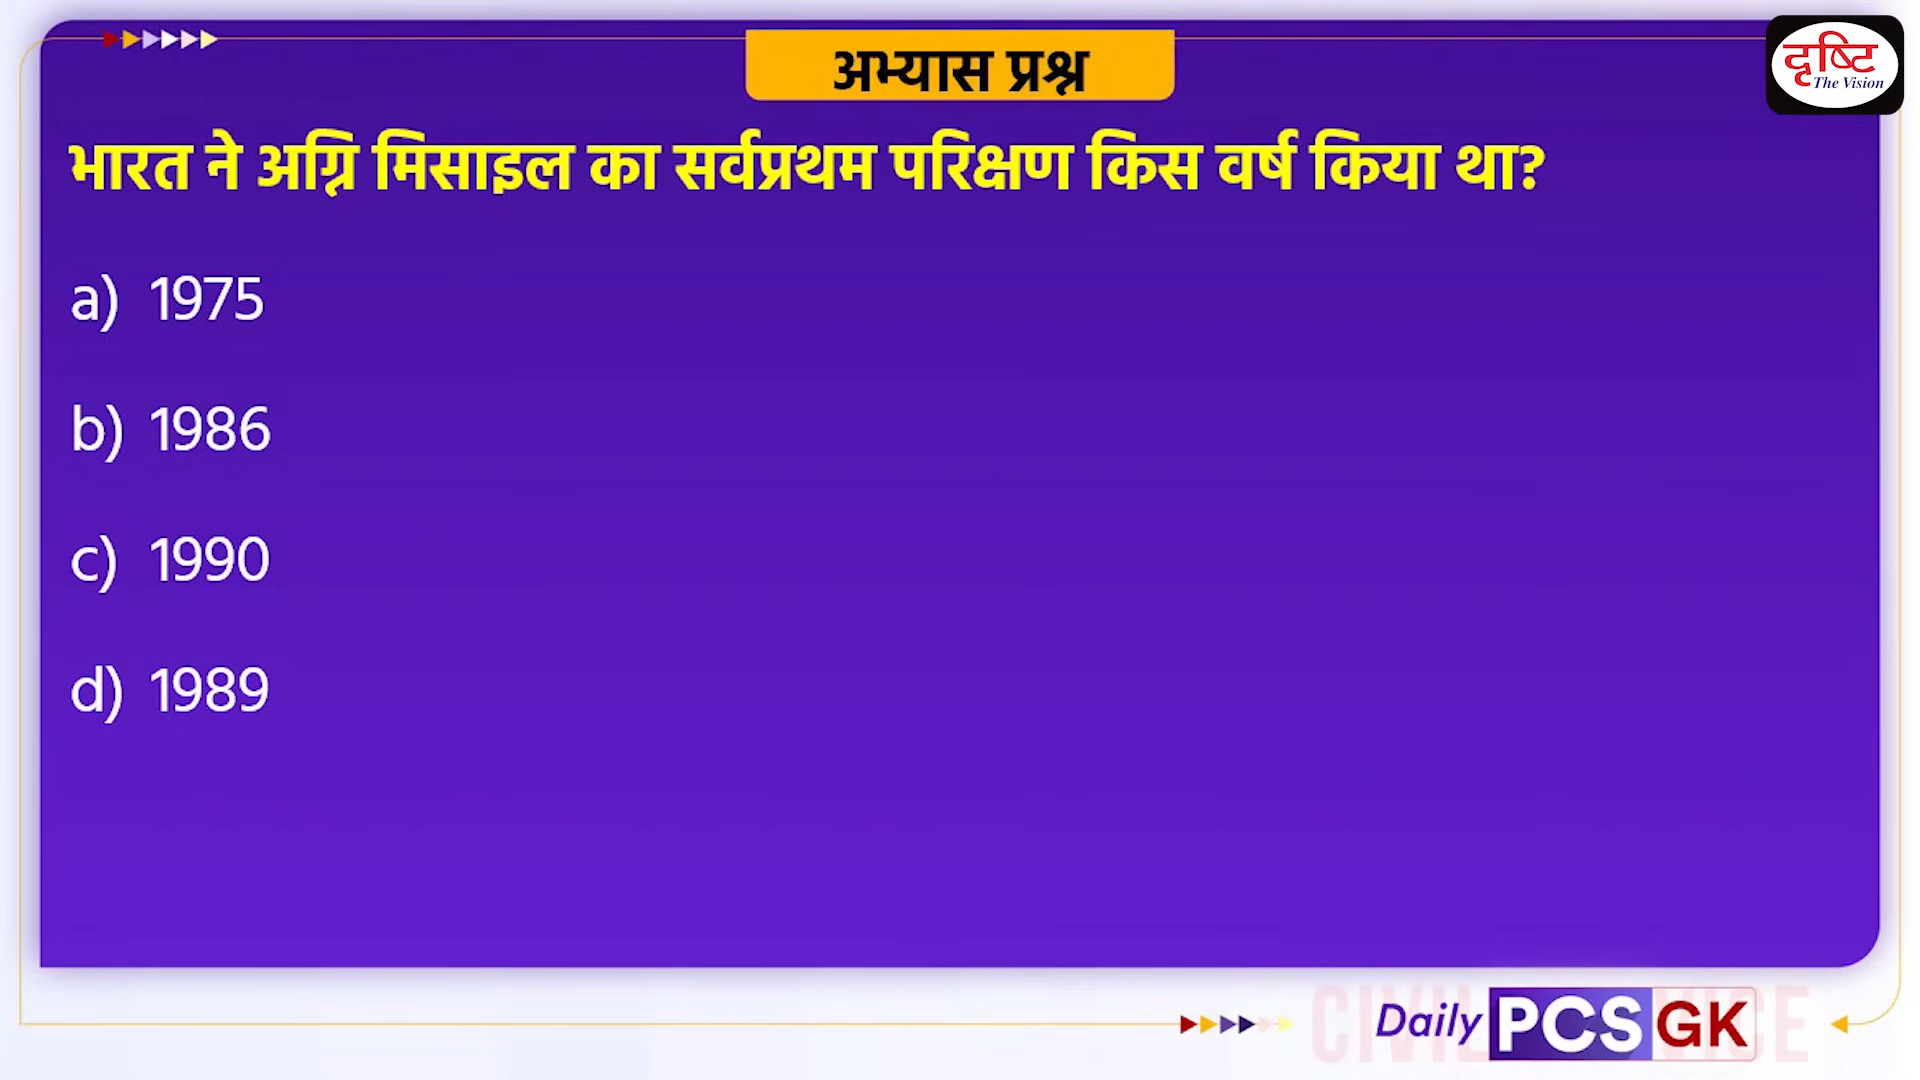 दृष्टि
The Vision
अभ्यास प्रश्न
भारत ने अग्नि मिसाइल का सर्वप्रथम परिक्षण किस वर्ष किया था?
a) 1975
b) 1986
c) 1990
d) 1989
Daily PCS GK